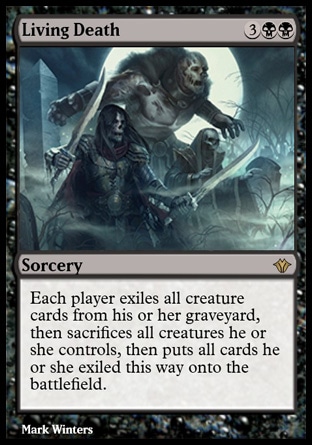 Living Death 3
Sorcery
Each player exiles all creature
cards from his or her graveyard,
then sacrifices all creatures he or
she controls, then puts all cards he
or she exiled this way onto the
battlefield.
Mark Winters